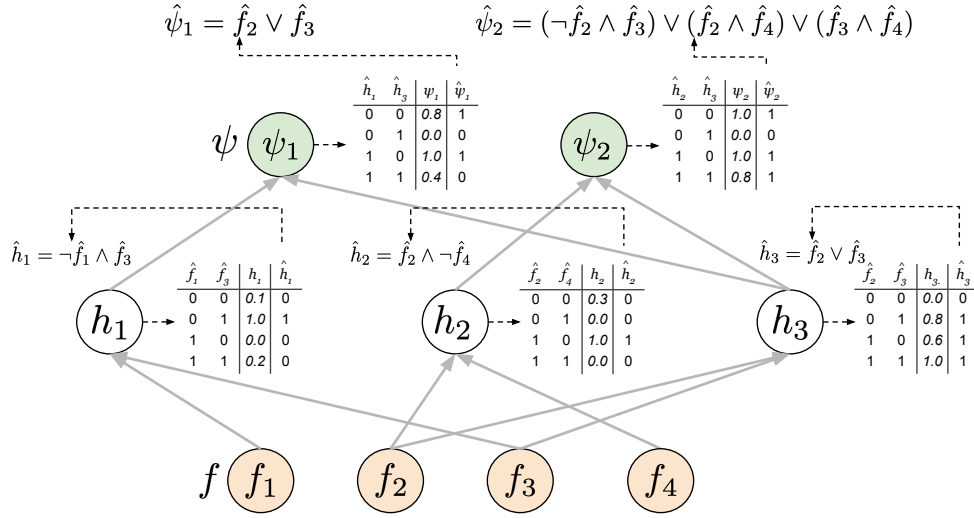 ψ̂₁ = f̂₂ ∨ f̂₃
ψ̂₂ = (¬f̂₂ ∧ f̂₃) ∨ (f̂₂ ∧ f̂₄) ∨ (f̂₃ ∧ f̂₄)
ψ ψ₁
ĥ₁ ĥ₃ ψ₁ ψ̂₁
0 0 0.8 1
0 1 0.0 0
1 0 1.0 1
1 1 0.4 0
ψ₂
ĥ₂ ĥ₃ ψ₂ ψ̂₂
0 0 1.0 1
0 1 0.0 0
1 0 1.0 1
1 1 0.8 1
ĥ₁ = ¬f̂₁ ∧ f̂₃
h₁
f̂₁ f̂₃ h₁ ĥ₁
0 0 0.1 0
0 1 1.0 1
1 0 0.0 0
1 1 0.2 0
ĥ₂ = f̂₂ ∧ ¬f̂₄
h₂
f̂₂ f̂₄ h₂ ĥ₂
0 0 0.3 0
0 1 0.0 0
1 0 1.0 1
1 1 0.0 0
ĥ₃ = f̂₂ ∨ f̂₃
h₃
f̂₂ f̂₃ h₃. ĥ₃
0 0 0.0 0
0 1 0.8 1
1 0 0.6 1
1 1 1.0 1
f f₁ f₂ f₃ f₄